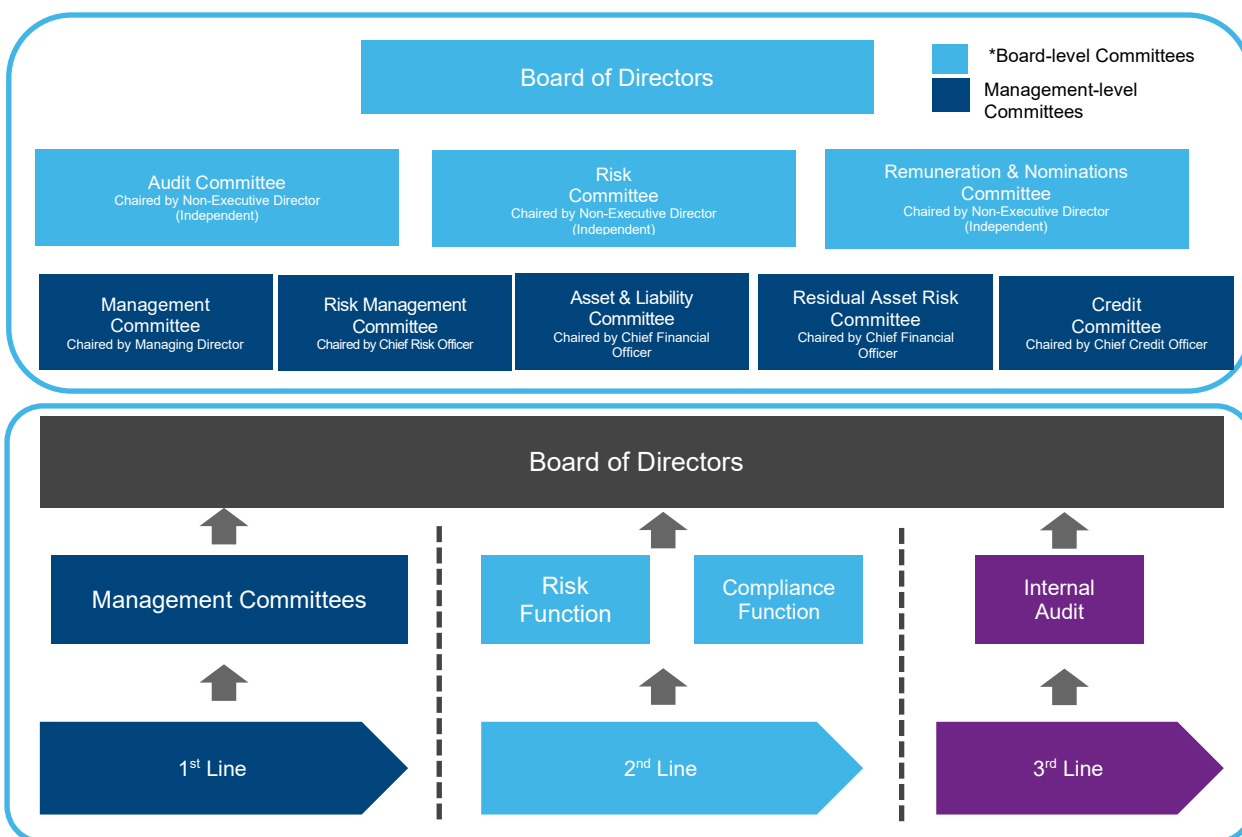 Board of Directors
*Board-level Committees
Management-level
Committees
Audit Committee
Chaired by Non-Executive Director
(Independent)
Risk
Committee
Chaired by Non-Executive Director
(Independent)
Remuneration & Nominations
Committee
Chaired by Non-Executive Director
(Independent)
Management
Committee
Chaired by Managing Director
Risk Management
Committee
Chaired by Chief Risk Officer
Asset & Liability
Committee
Chaired by Chief Financial
Officer
Residual Asset Risk
Committee
Chaired by Chief Financial
Officer
Credit
Committee
Chaired by Chief Credit Officer
Board of Directors
Management Committees
Risk
Function
Compliance
Function
Internal
Audit
1st Line
2nd Line
3rd Line